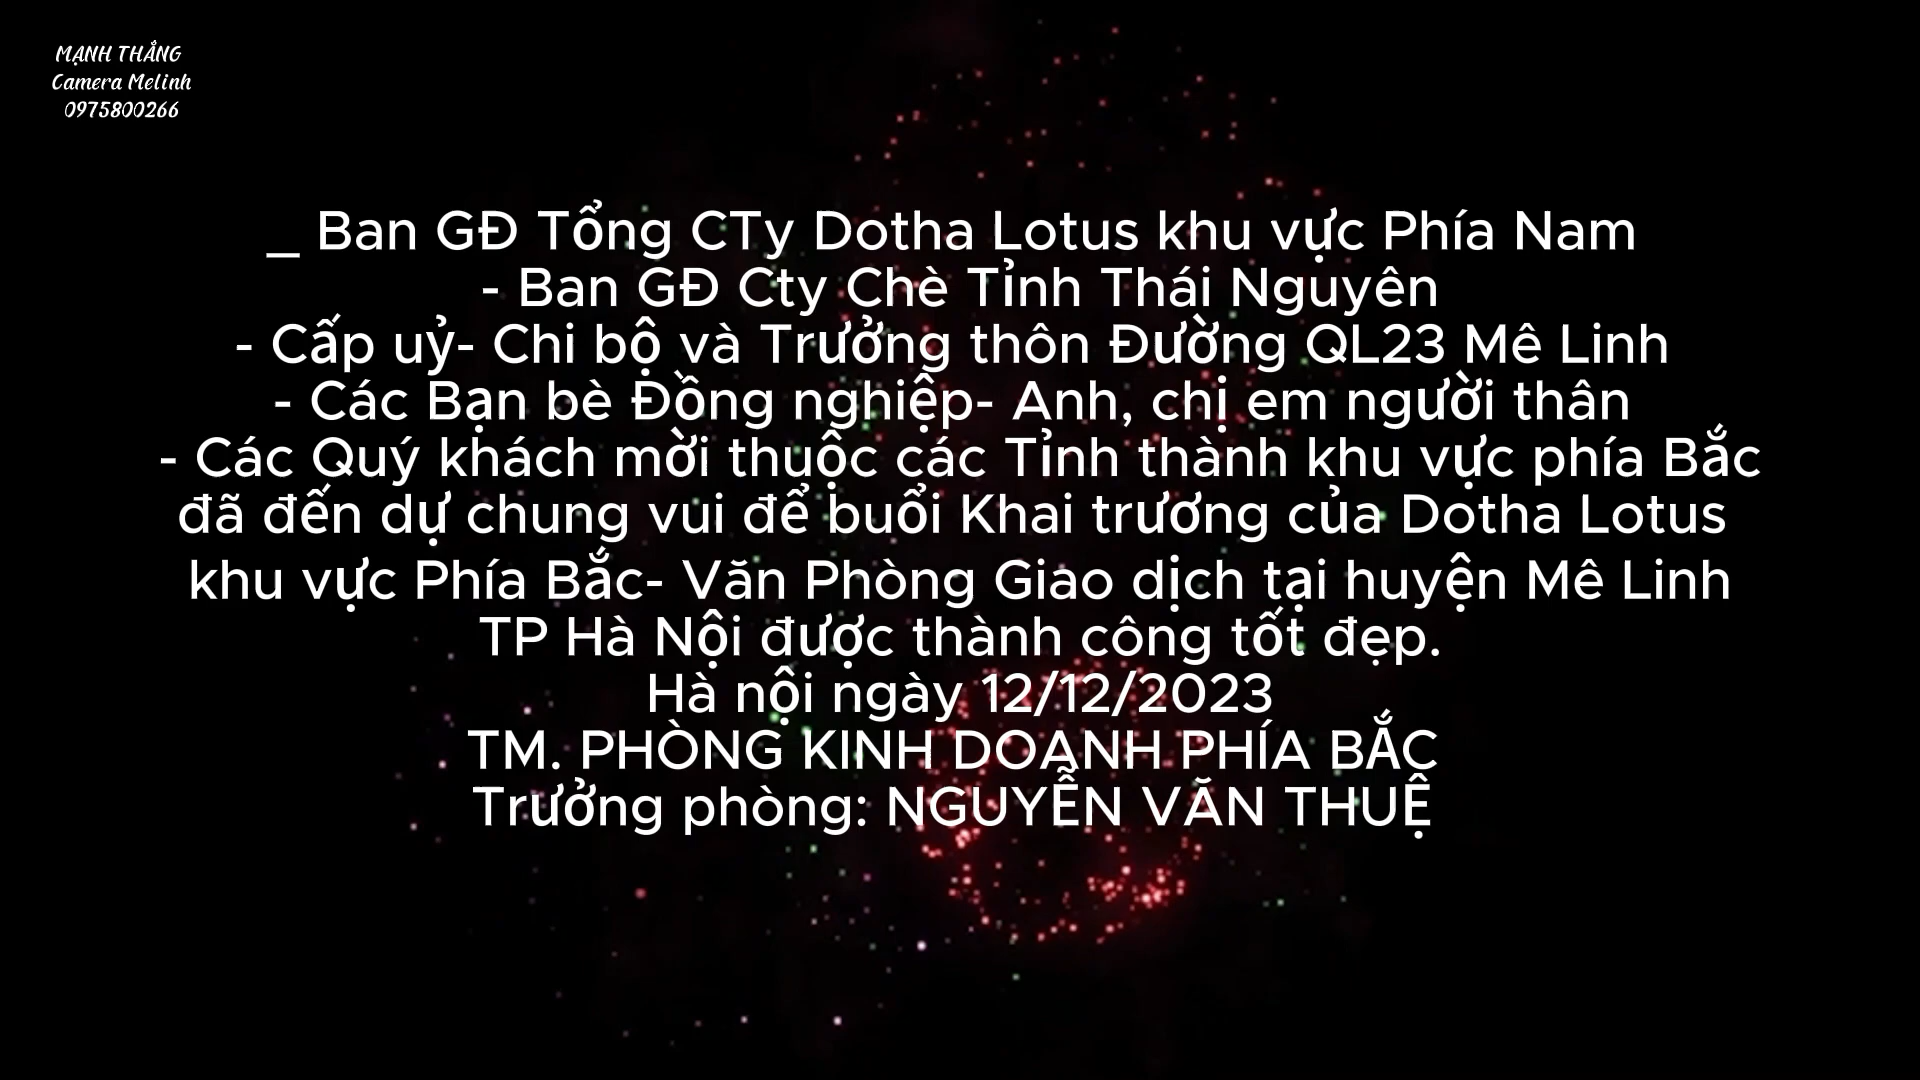 MẠNH THẮNG
Camera Melinh
0975800266
_ Ban GĐ Tổng CTy Dotha Lotus khu vực Phía Nam
- Ban GĐ Cty Chè Tỉnh Thái Nguyên
- Cấp uỷ- Chi bộ và Trưởng thôn Đường QL23 Mê Linh
- Các Bạn bè Đồng nghiệp- Anh, chị em người thân
- Các Quý khách mời thuộc các Tỉnh thành khu vực phía Bắc
đã đến dự chung vui để buổi Khai trương của Dotha Lotus
khu vực Phía Bắc- Văn Phòng Giao dịch tại huyện Mê Linh
TP Hà Nội được thành công tốt đẹp.
Hà nội ngày 12/12/2023
TM. PHÒNG KINH DOANH PHÍA BẮC
Trưởng phòng: NGUYỄN VĂN THUỆ